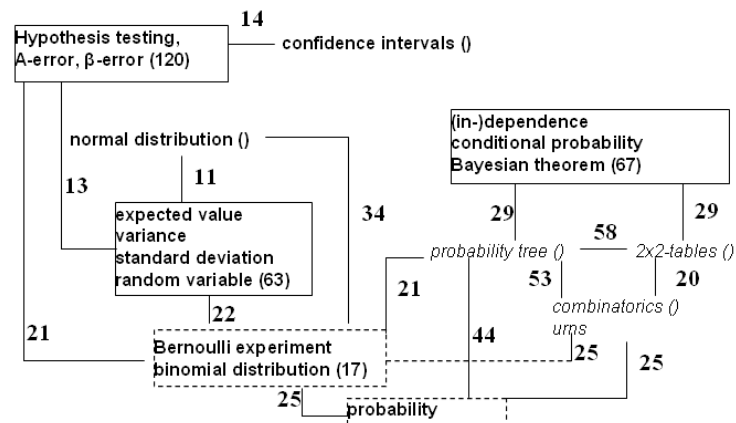 14
Hypothesis testing,
A-error, β-error (120)
confidence intervals ()
(in-)dependence
conditional probability
Bayesian theorem (67)
normal distribution ()
13
11
34
29
29
expected value
variance
standard deviation
random variable (63)
58
probability tree ()
2x2-tables ()
21
53
20
22
combinatorics ()
urns
21
44
Bernoulli experiment
binomial distribution (17)
25
25
25
probability